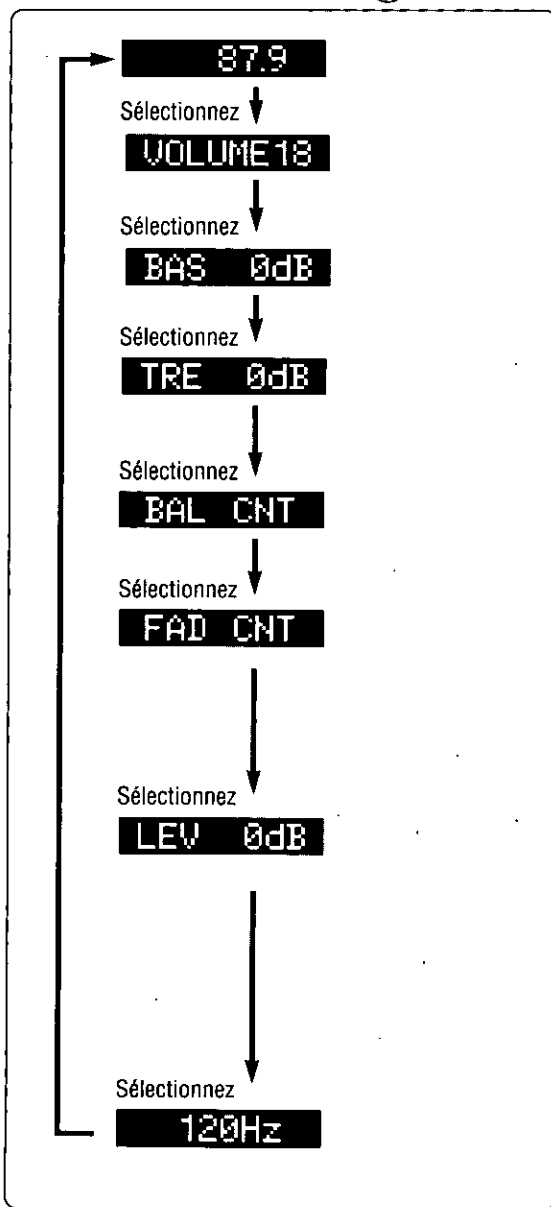 87.9
Sélectionnez
VOLUME18
Sélectionnez
BAS 0dB
Sélectionnez
TRE 0dB
Sélectionnez
BAL CNT
Sélectionnez
FAD CNT
Sélectionnez
LEV 0dB
Sélectionnez
120Hz